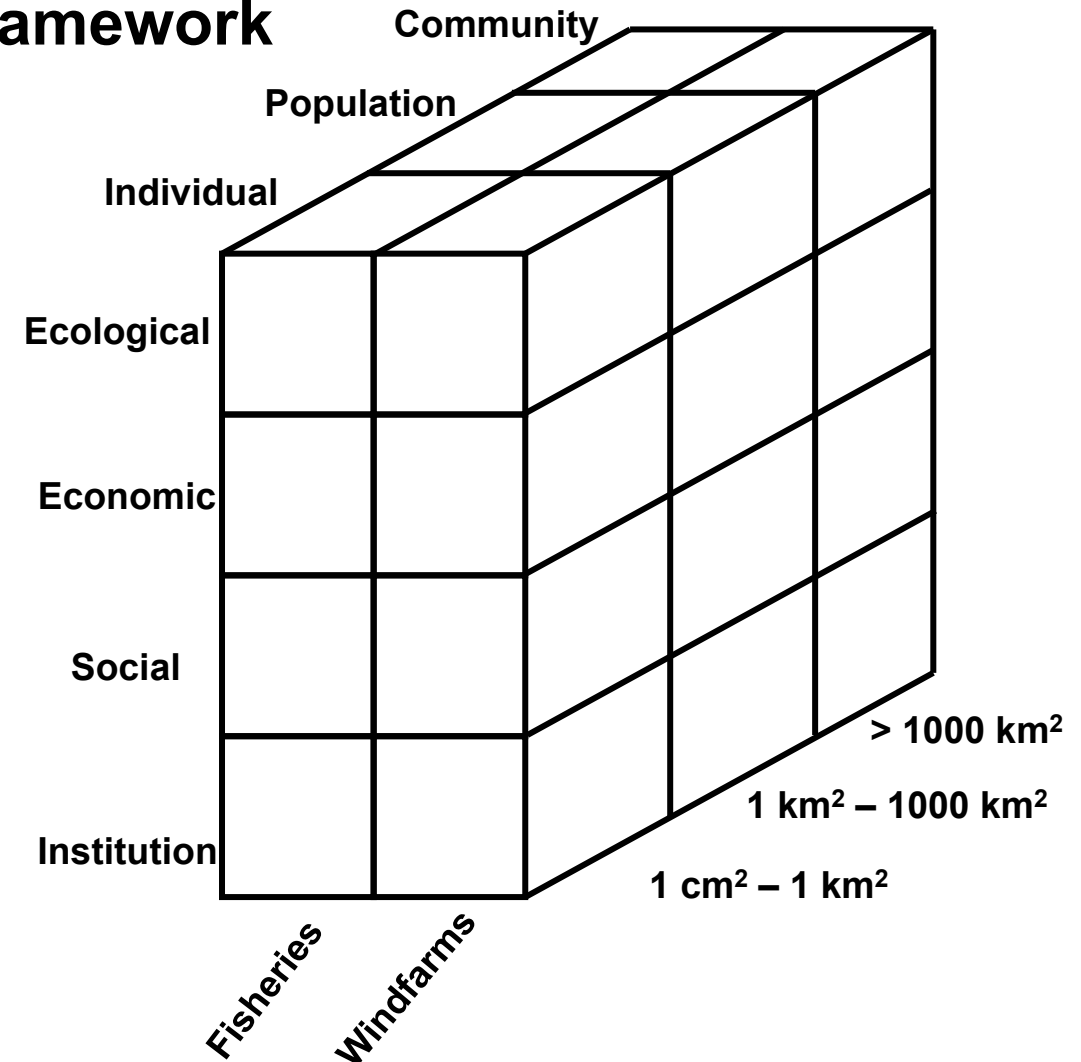 amework
Community
Population
Individual
Ecological
Economic
Social
Institution
> 1000 km²
1 km² – 1000 km²
1 cm² – 1 km²
Fisheries
Windfarms